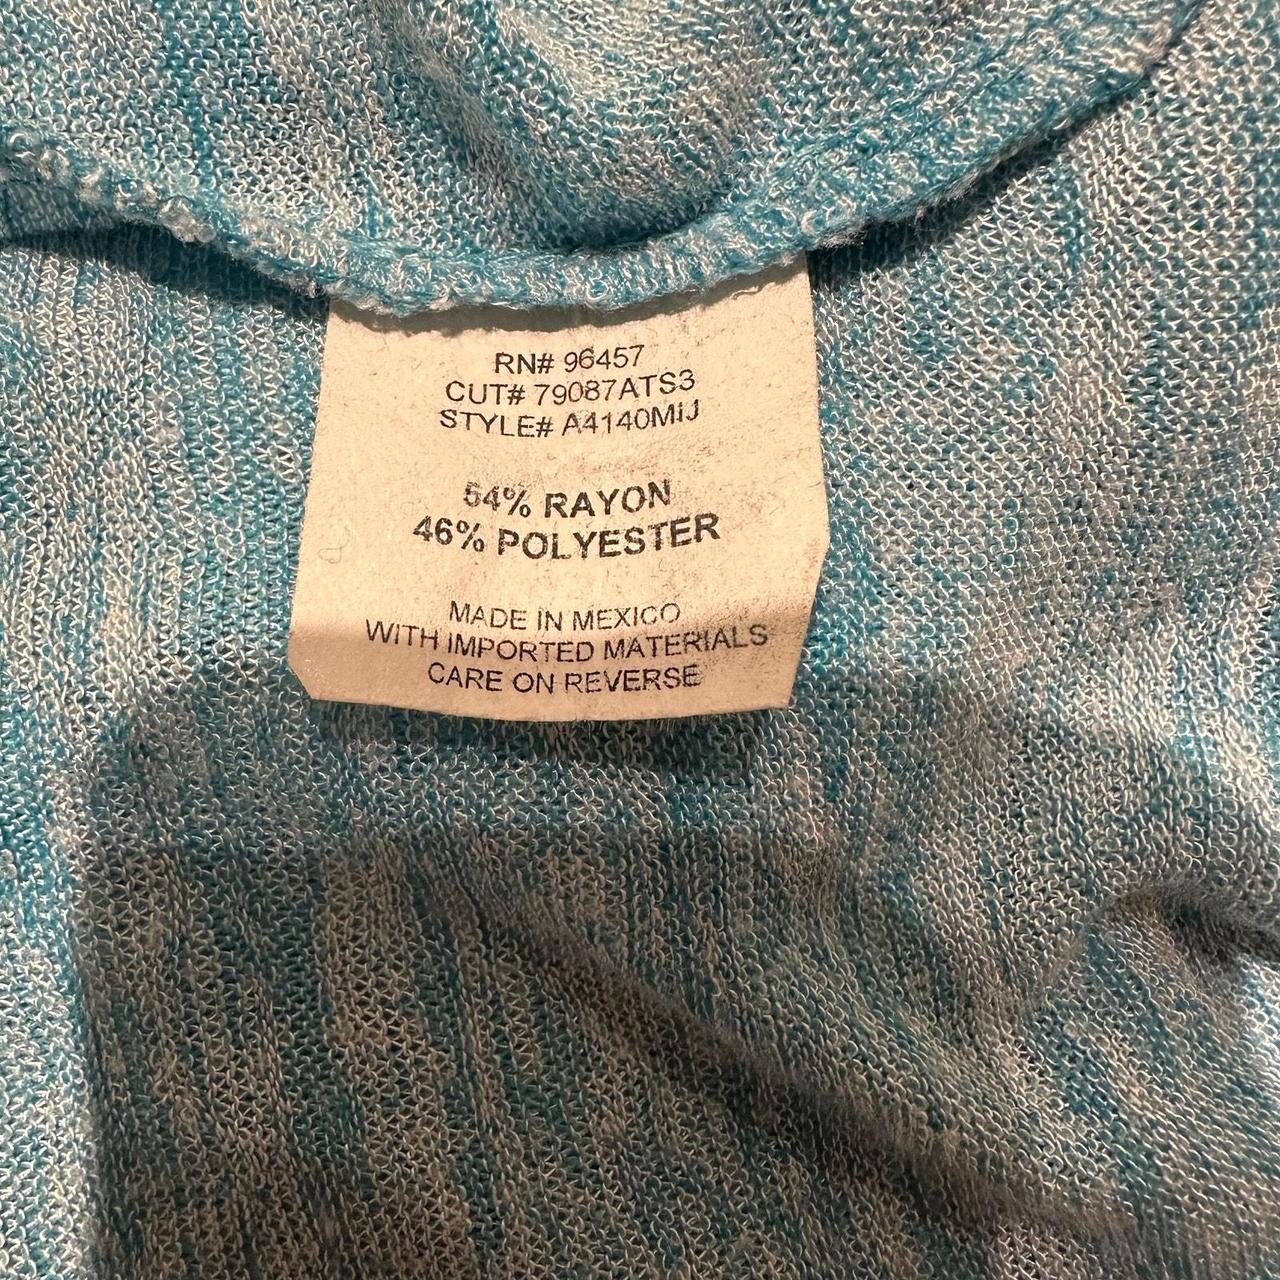 RN# 96457
CUT# 79087ATS3
STYLE# A4140MIJ
54% RAYON
46% POLYESTER
MADE IN MEXICO
WITH IMPORTED MATERIALS
CARE ON REVERSE